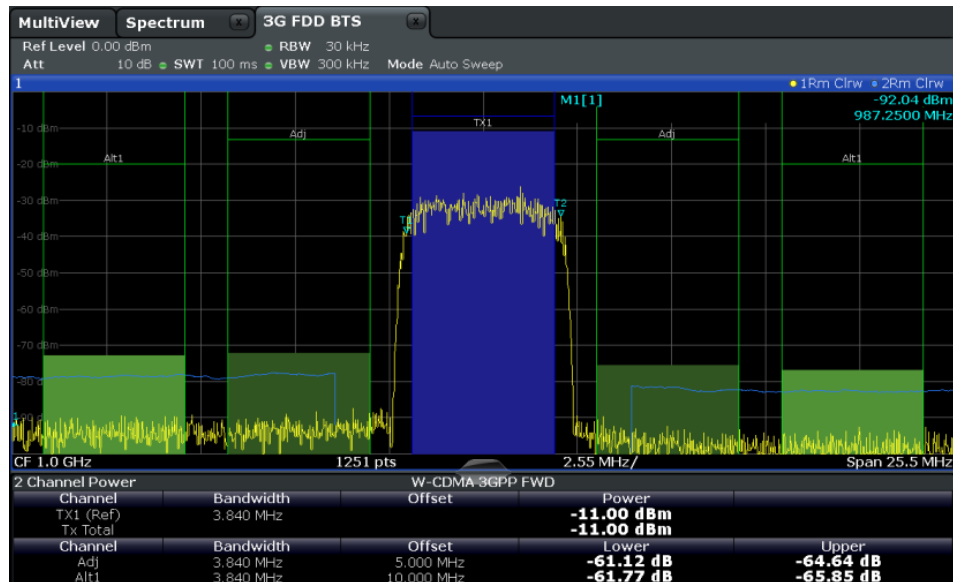 MultiView Spectrum x 3G FDD BTS x
Ref Level 0.00 dBm RBW 30 kHz
Att 10 dB SWT 100 ms VBW 300 kHz Mode Auto Sweep
1 1Rm Clrw 2Rm Clrw
M1[1] -92.04 dBm
987.2500 MHz
TX1
-10 dBm
Adj Adj
Alt1 Alt1
-20 dBm
-30 dBm
T2
-40 dBm
-50 dBm
-60 dBm
-70 dBm
CF 1.0 GHz 1251 pts 2.55 MHz/ Span 25.5 MHz
2 Channel Power W-CDMA 3GPP FWD
Channel Bandwidth Offset Power
TX1 (Ref) 3.840 MHz -11.00 dBm
Tx Total -11.00 dBm
Channel Bandwidth Offset Lower Upper
Adj 3.840 MHz 5.000 MHz -61.12 dB -64.64 dB
Alt1 3.840 MHz 10.000 MHz -61.77 dB -65.85 dB